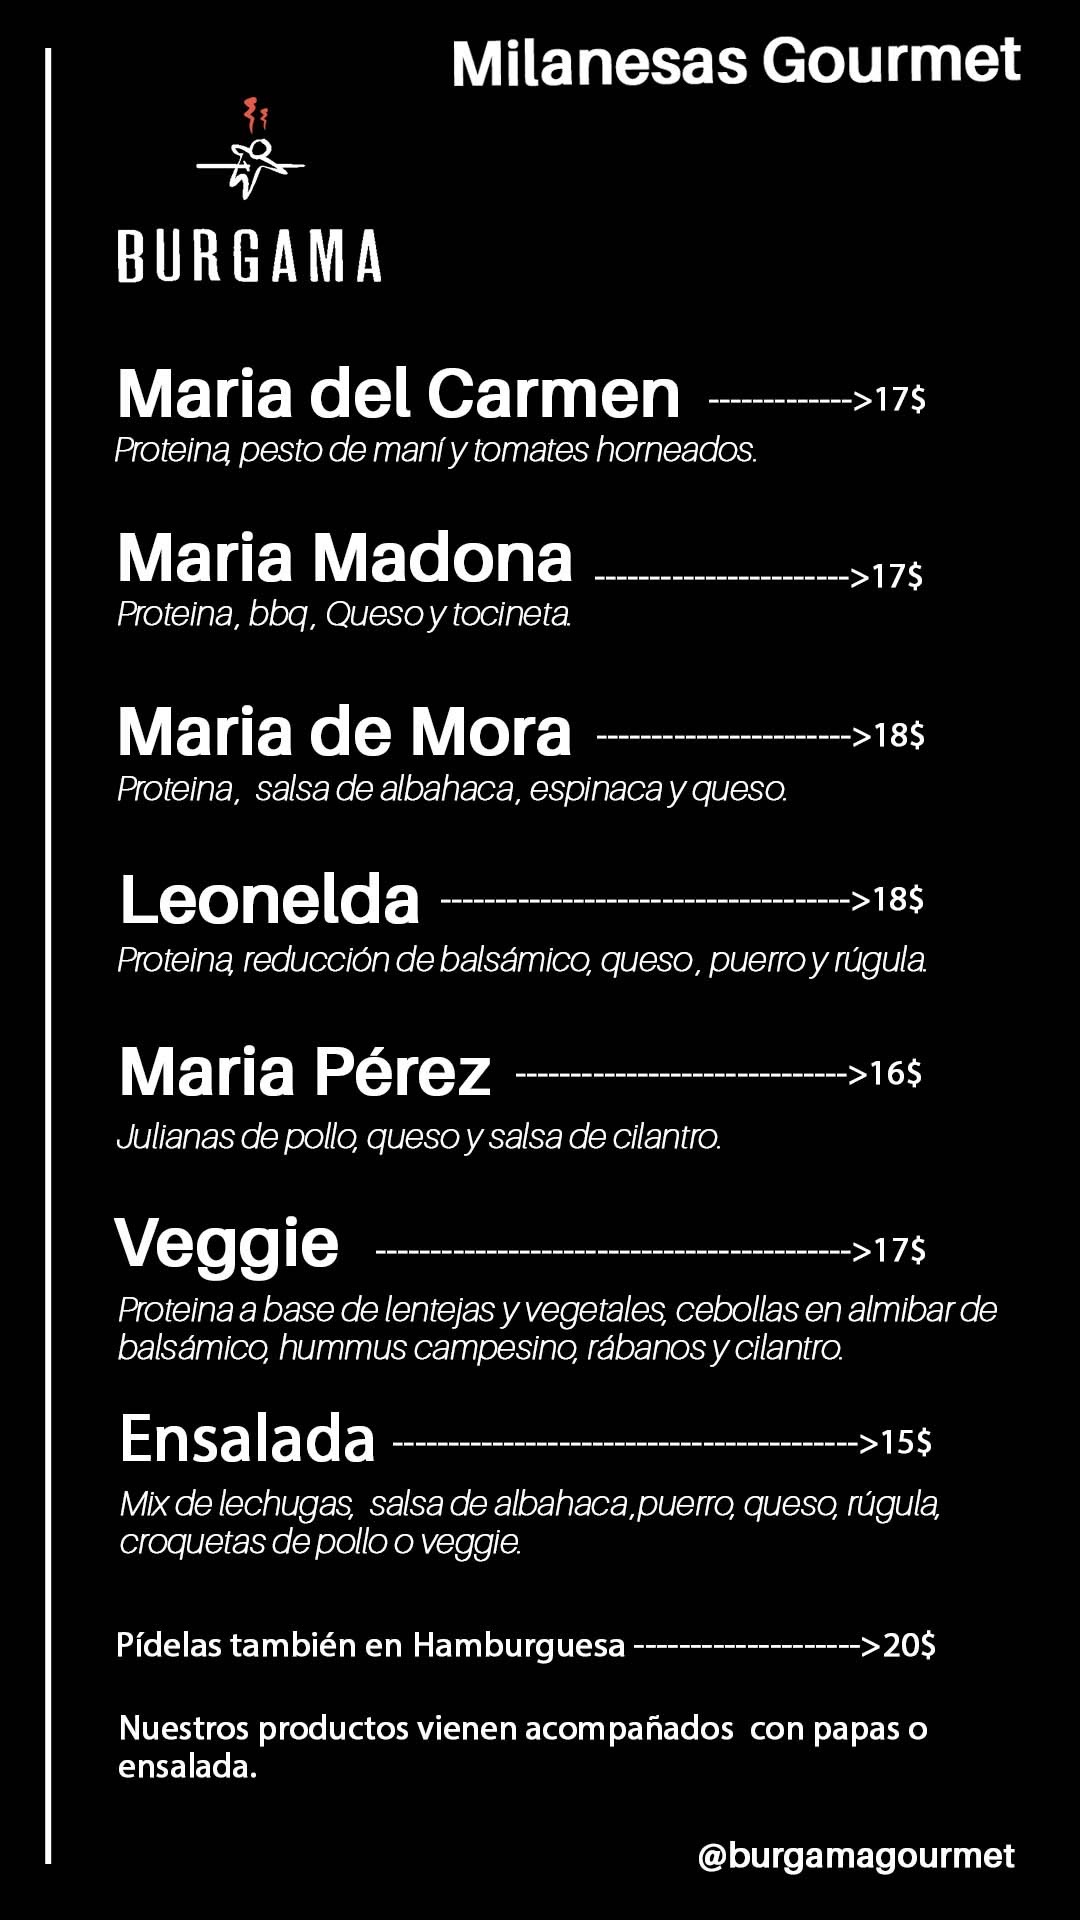 Milanesas Gourmet
BURGAMA
Maria del Carmen ------------->17$
Proteina, pesto de maní y tomates horneados.
Maria Madona ----------------------->17$
Proteina , bbq , Queso y tocineta.
Maria de Mora ----------------------->18$
Proteina , salsa de albahaca , espinaca y queso.
Leonelda ------------------------------------->18$
Proteina, reducción de balsámico, queso , puerro y rúgula.
Maria Pérez ------------------------------>16$
Julianas de pollo, queso y salsa de cilantro.
Veggie ------------------------------------------->17$
Proteina a base de lentejas y vegetales, cebollas en almibar de
balsámico, hummus campesino, rábanos y cilantro.
Ensalada ------------------------------------------>15$
Mix de lechugas, salsa de albahaca ,puerro, queso, rúgula,
croquetas de pollo o veggie.
Pídelas también en Hamburguesa -------------------->20$
Nuestros productos vienen acompañados con papas o
ensalada.
@burgamagourmet